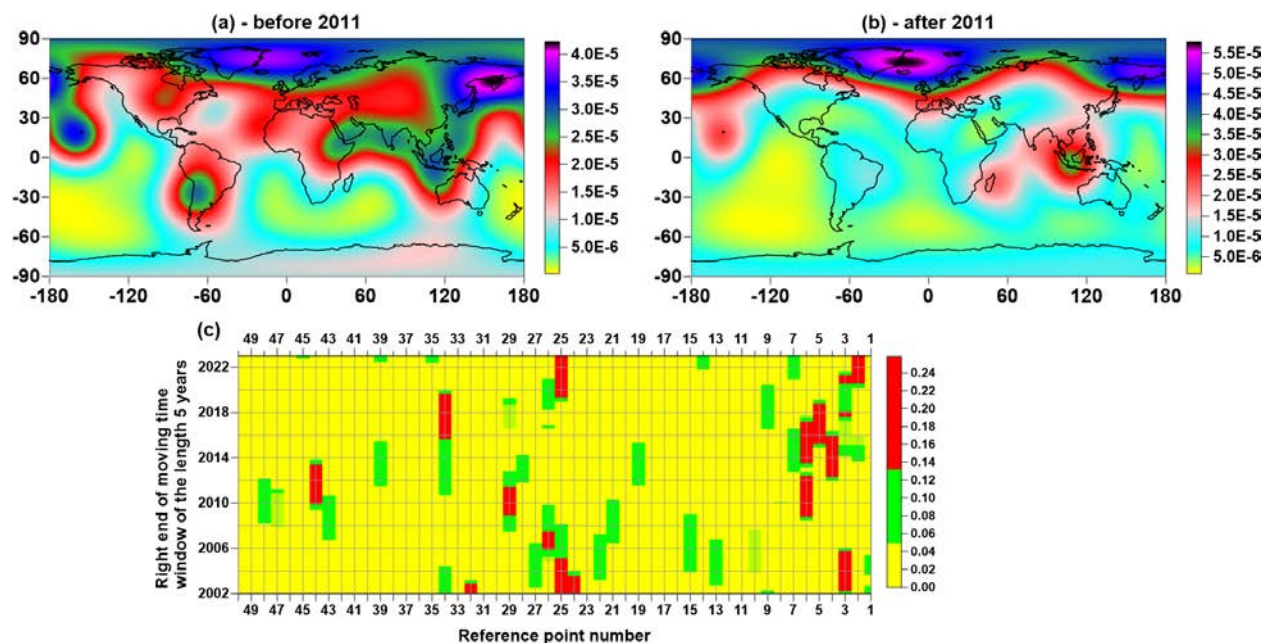 (a) - before 2011
(b) - after 2011
90
60
30
0
-30
-60
-90
-180 -120 -60 0 60 120 180
4.0E-5
3.5E-5
3.0E-5
2.5E-5
2.0E-5
1.5E-5
1.0E-5
5.0E-6
90
60
30
0
-30
-60
-90
-180 -120 -60 0 60 120 180
5.5E-5
5.0E-5
4.5E-5
4.0E-5
3.5E-5
3.0E-5
2.5E-5
2.0E-5
1.5E-5
1.0E-5
5.0E-6
(c)
49 47 45 43 41 39 37 35 33 31 29 27 25 23 21 19 17 15 13 11 9 7 5 3 1
Right end of moving time
window of the length 5 years
2022
2018
2014
2010
2006
2002
0.24
0.22
0.20
0.18
0.16
0.14
0.12
0.10
0.08
0.06
0.04
0.02
0.00
49 47 45 43 41 39 37 35 33 31 29 27 25 23 21 19 17 15 13 11 9 7 5 3 1
Reference point number